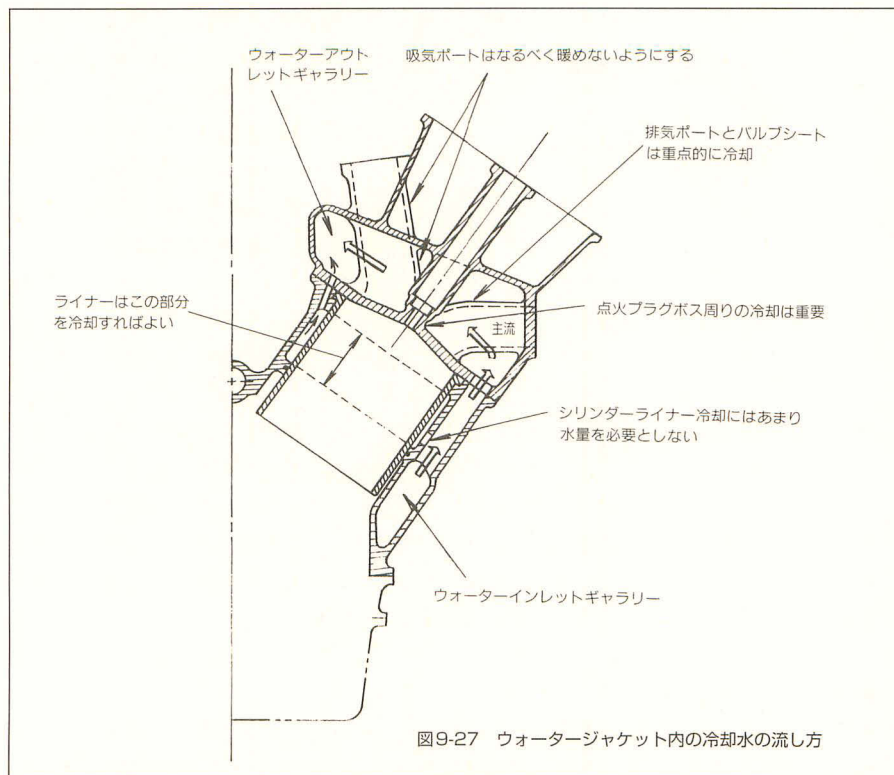 ウォーターアウト
レットギャラリー
吸気ポートはなるべく暖めないようにする
排気ポートとバルブシート
は重点的に冷却
ライナーはこの部分
を冷却すればよい
点火プラグボス周りの冷却は重要
主流
シリンダーライナー冷却にはあまり
水量を必要としない
ウォーターインレットギャラリー
図9-27 ウォータージャケット内の冷却水の流し方